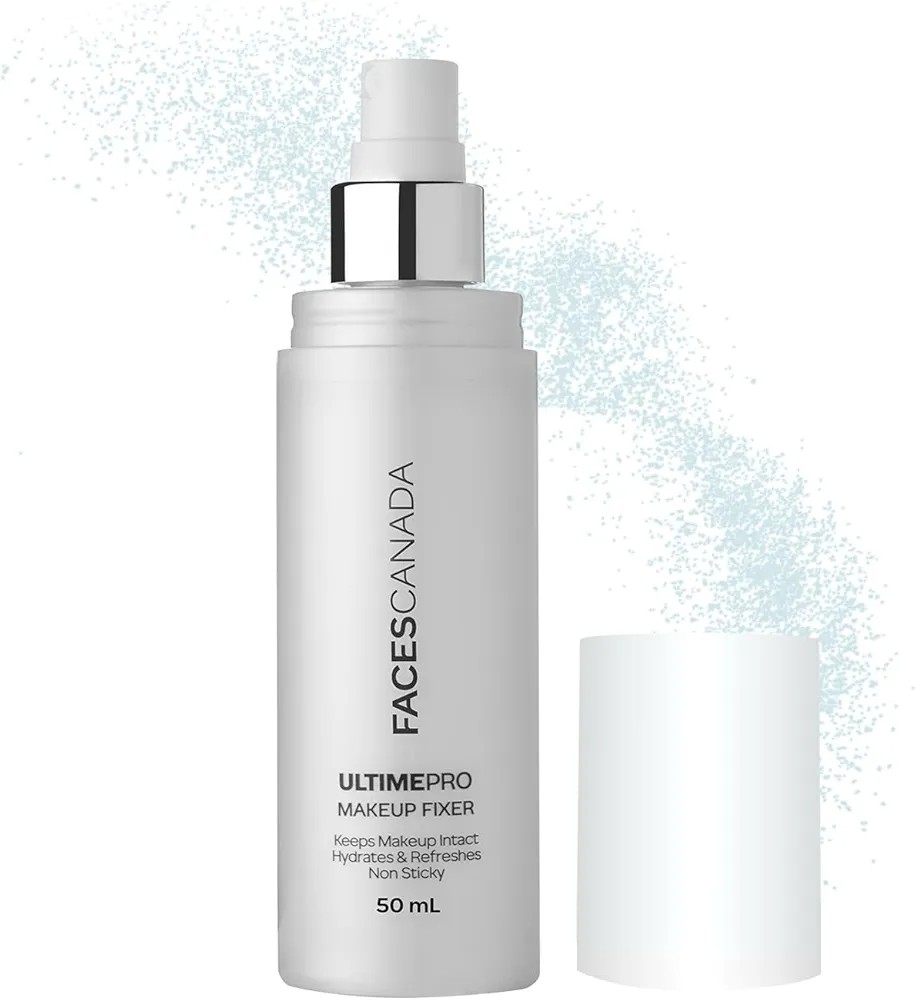 FACESCANADA
ULTIMEPRO
MAKEUP FIXER
Keeps Makeup Intact
Hydrates & Refreshes
Non Sticky
50 mL